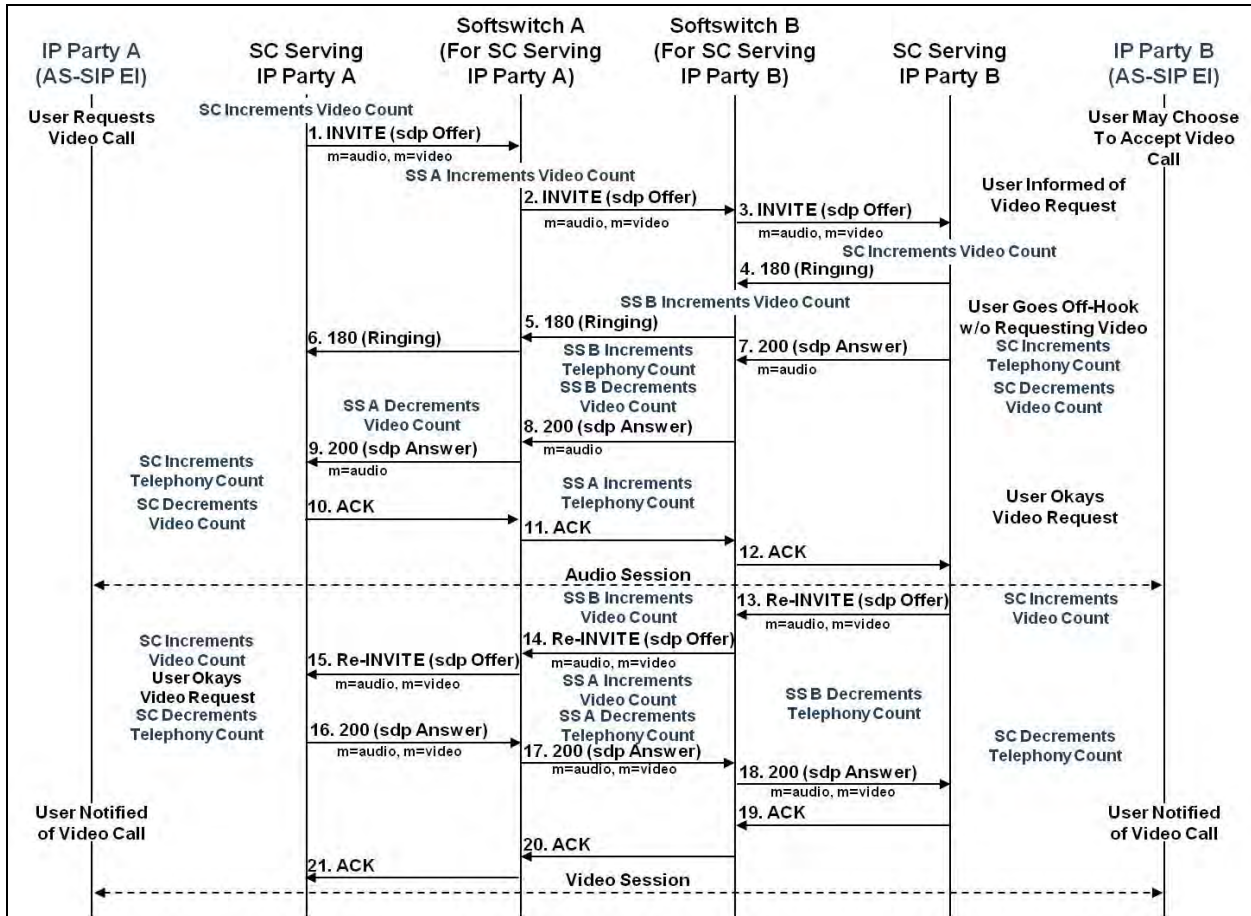 IP Party A
(AS-SIP EI)
SC Serving
IP Party A
Softswitch A
(For SC Serving
IP Party A)
Softswitch B
(For SC Serving
IP Party B)
SC Serving
IP Party B
IP Party B
(AS-SIP EI)
User Requests
Video Call
SC Increments Video Count
User May Choose
To Accept Video
Call
1. INVITE (sdp Offer)
m=audio, m=video
SS A Increments Video Count
2. INVITE (sdp Offer)
m=audio, m=video
3. INVITE (sdp Offer)
m=audio, m=video
User Informed of
Video Request
SC Increments Video Count
4. 180 (Ringing)
SS B Increments Video Count
5. 180 (Ringing)
6. 180 (Ringing)
User Goes Off-Hook
w/o Requesting Video
7. 200 (sdp Answer)
m=audio
SC Increments
Telephony Count
SC Decrements
Video Count
SS B Increments
Telephony Count
SS B Decrements
Video Count
SS A Decrements
Video Count
8. 200 (sdp Answer)
9. 200 (sdp Answer)
m=audio
SC Increments
Telephony Count
SC Decrements
Video Count
SS A Increments
Telephony Count
10. ACK
11. ACK
12. ACK
User Okays
Video Request
Audio Session
SS B Increments
Video Count
13. Re-INVITE (sdp Offer)
m=audio, m=video
SC Increments
Video Count
14. Re-INVITE (sdp Offer)
m=audio, m=video
SC Increments
Video Count
User Okays
Video Request
SC Decrements
Telephony Count
15. Re-INVITE (sdp Offer)
m=audio, m=video
SS A Increments
Video Count
SS A Decrements
Telephony Count
SS B Decrements
Telephony Count
16. 200 (sdp Answer)
m=audio, m=video
17. 200 (sdp Answer)
m=audio, m=video
18. 200 (sdp Answer)
m=audio, m=video
SC Decrements
Telephony Count
User Notified
of Video Call
User Notified
of Video Call
19. ACK
20. ACK
21. ACK
Video Session